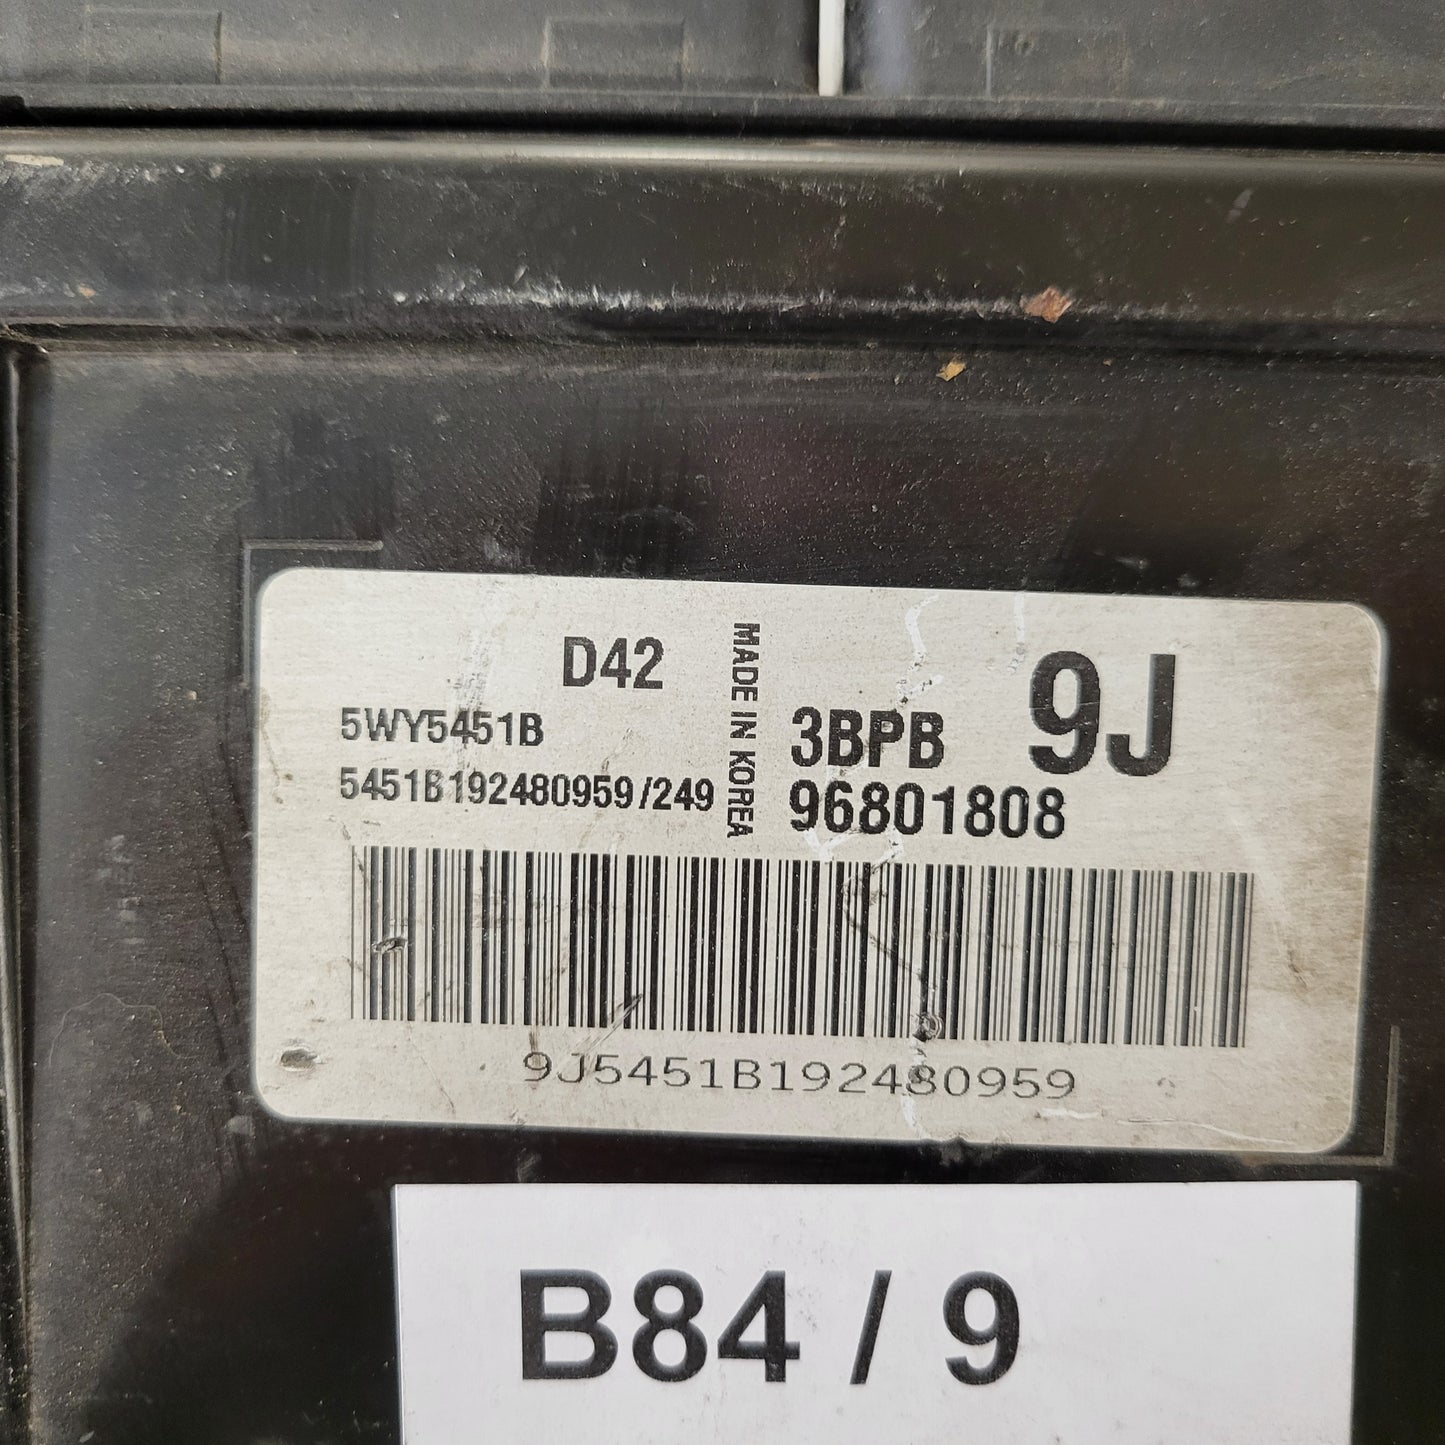 D42
5WY5451B
5451B192480959/249
MADE IN KOREA
3BPB 9J
96801808
9J5451B192480959
B84 / 9